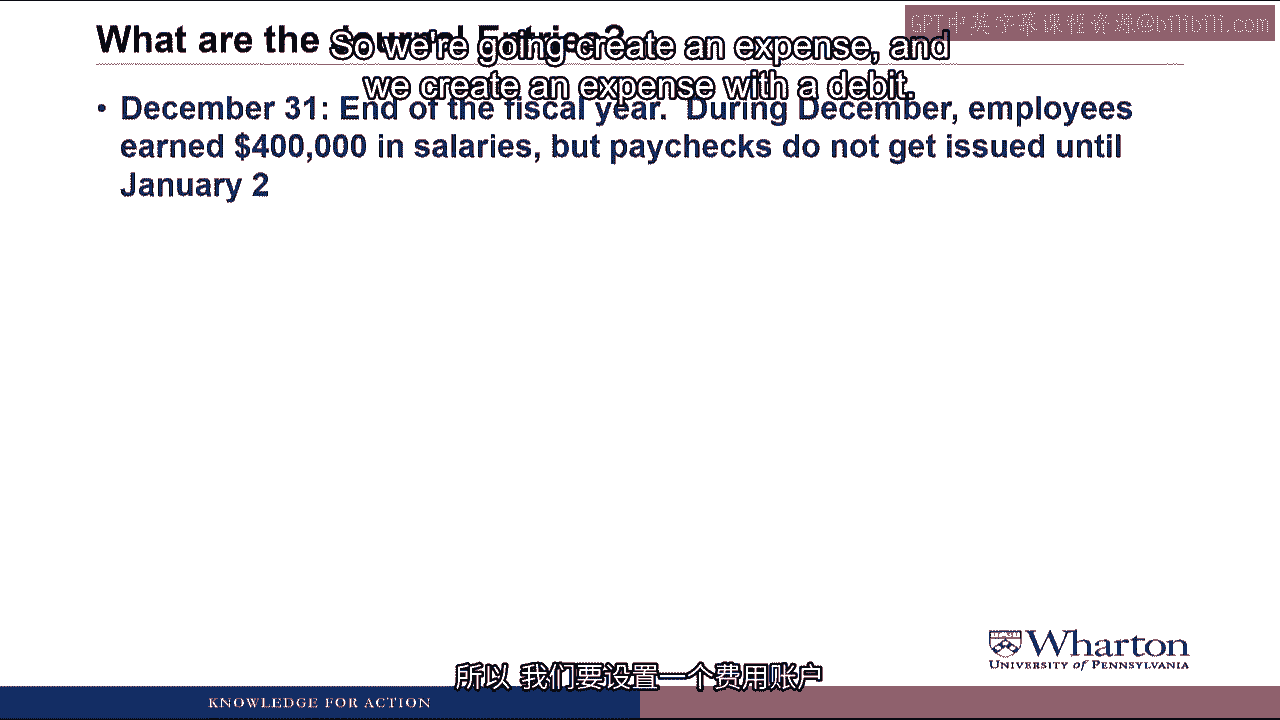 GPT中英字幕课程资源@bilibili.com
What are the Journal Entries?
So we're going create an expense, and
we create an expense with a debit.
• December 31: End of the fiscal year. During December, employees
earned $400,000 in salaries, but paychecks do not get issued until
January 2
Wharton
UNIVERSITY of PENNSYLVANIA
所以 我们要设置一个费用账户
KNOWLEDGE FOR ACTION